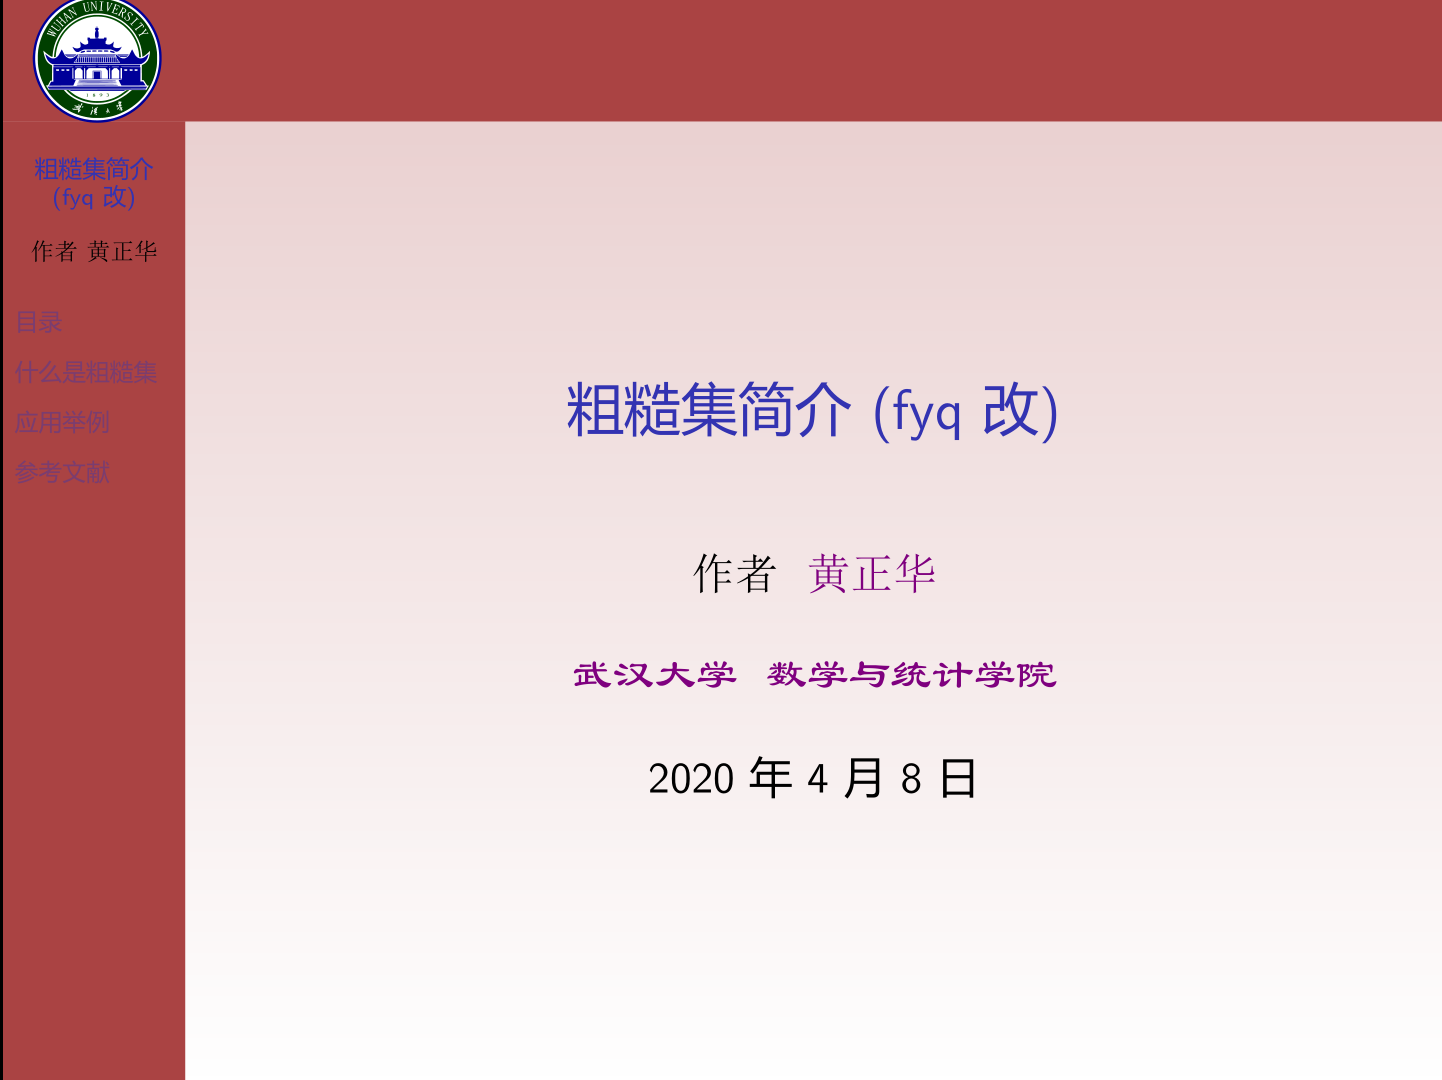 WUHAN UNIVERSITY
1893
武汉大学
粗糙集简介
(fyq 改)
作者 黄正华
目录
什么是粗糙集
应用举例
参考文献
粗糙集简介 (fyq 改)
作者 黄正华
武汉大学 数学与统计学院
2020 年 4 月 8 日